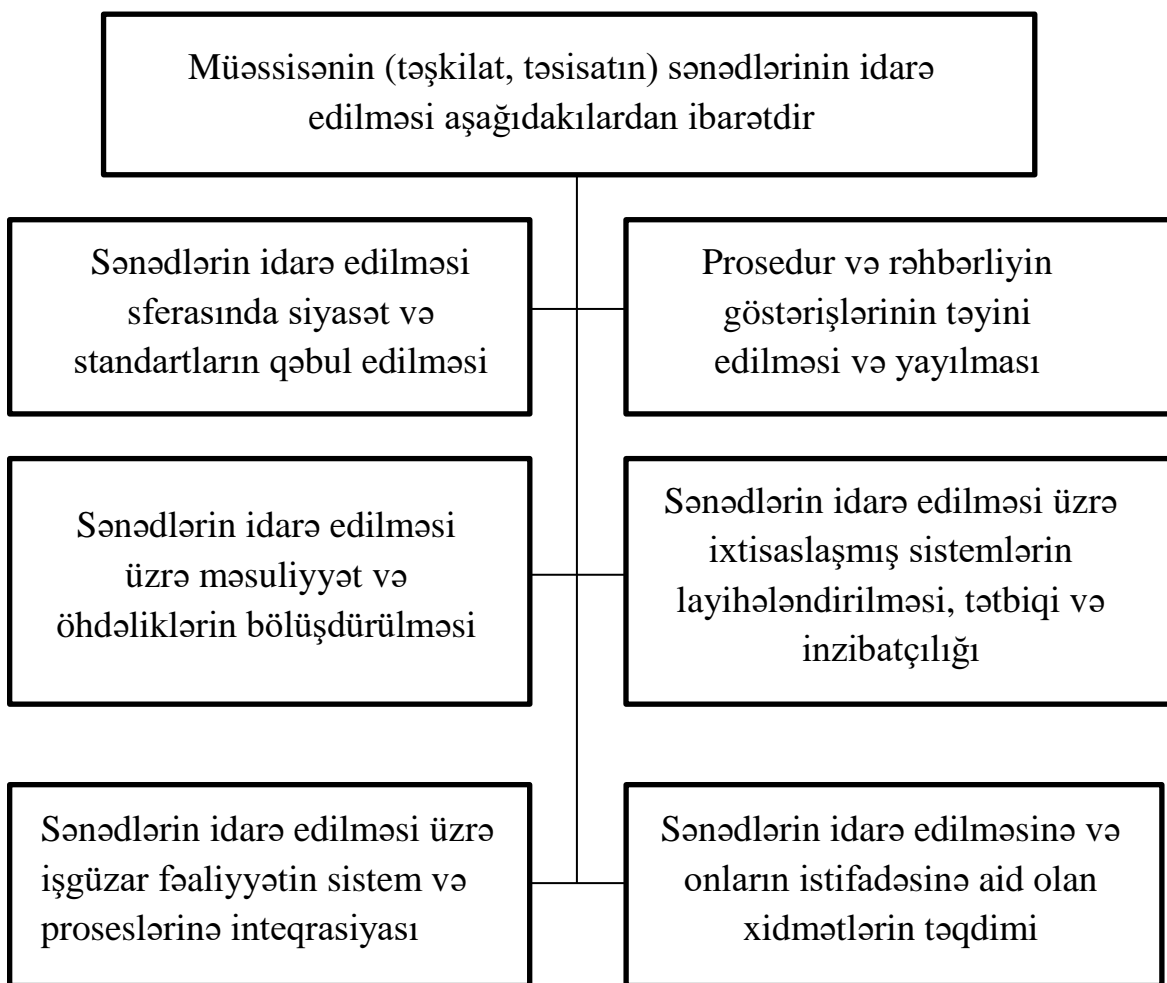 Müəssisənin (təşkilat, təsisatın) sənədlərinin idarə
edilməsi aşağıdakılardan ibarətdir
Sənədlərin idarə edilməsi
sferasında siyasət və
standartların qəbul edilməsi
Prosedur və rəhbərliyin
göstərişlərinin təyini
edilməsi və yayılması
Sənədlərin idarə edilməsi
üzrə məsuliyyət və
öhdəliklərin bölüşdürülməsi
Sənədlərin idarə edilməsi üzrə
ixtisaslaşmış sistemlərin
layihələndirilməsi, tətbiqi və
inzibatçılığı
Sənədlərin idarə edilməsi üzrə
işgüzar fəaliyyətin sistem və
proseslərinə inteqrasiyası
Sənədlərin idarə edilməsinə və
onların istifadəsinə aid olan
xidmətlərin təqdimi